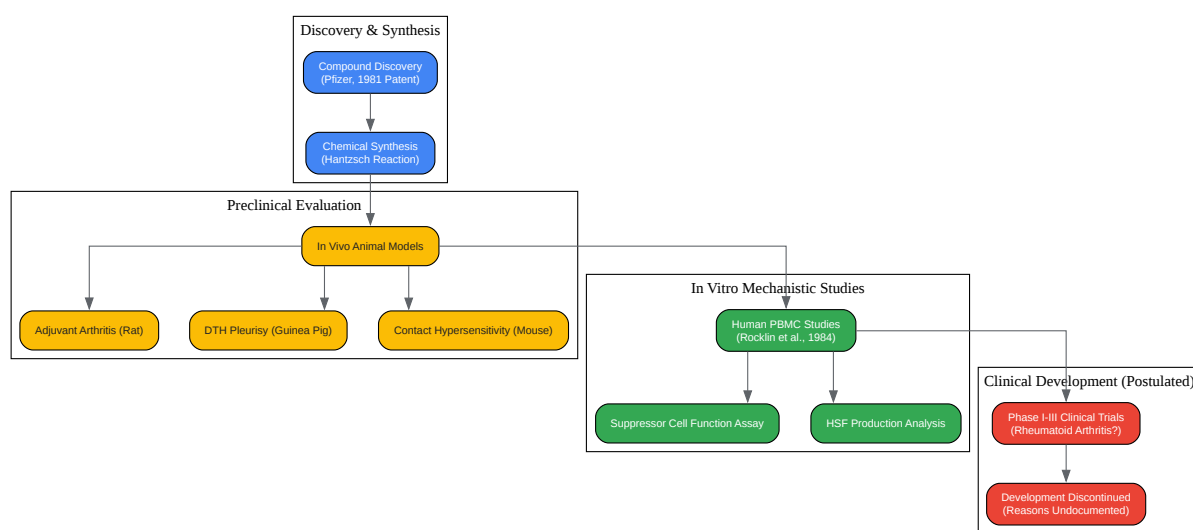 Discovery & Synthesis
Compound Discovery
(Pfizer, 1981 Patent)
Chemical Synthesis
(Hantzsch Reaction)
Preclinical Evaluation
In Vivo Animal Models
Adjuvant Arthritis (Rat)
DTH Pleurisy (Guinea Pig)
Contact Hypersensitivity (Mouse)
In Vitro Mechanistic Studies
Human PBMC Studies
(Rocklin et al., 1984)
Suppressor Cell Function Assay
HSF Production Analysis
Clinical Development (Postulated)
Phase I-III Clinical Trials
(Rheumatoid Arthritis?)
Development Discontinued
(Reasons Undocumented)